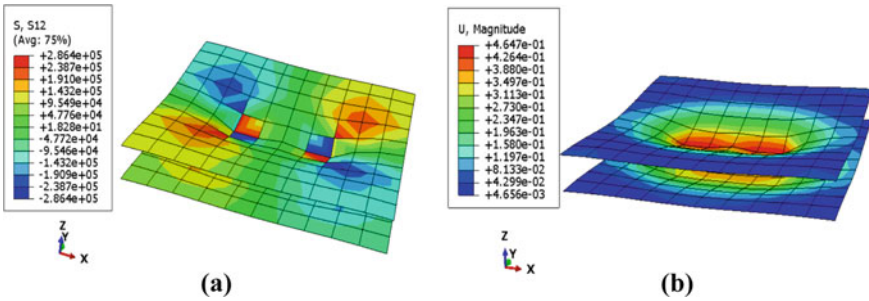 S, S12
(Avg: 75%)
+2.864e+05
+2.387e+05
+1.910e+05
+1.432e+05
+9.549e+04
+4.776e+04
+1.828e+01
-4.772e+04
-9.546e+04
-1.432e+05
-1.909e+05
-2.387e+05
-2.864e+05
Z
Y
X
(a)
U, Magnitude
+4.647e-01
+4.264e-01
+3.880e-01
+3.497e-01
+3.113e-01
+2.730e-01
+2.347e-01
+1.963e-01
+1.580e-01
+1.197e-01
+8.133e-02
+4.299e-02
+4.656e-03
Z
Y
X
(b)